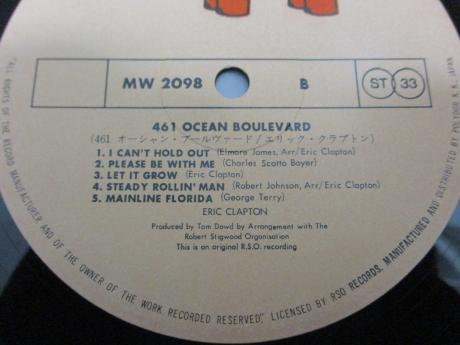 MW 2098 B ST 33
461 OCEAN BOULEVARD
(461 オーシャン・ブールヴァード/エリック・クラプトン)
1. I CAN'T HOLD OUT (Elmore James, Arr/Eric Clapton)
2. PLEASE BE WITH ME (Charles Scotto Boyer)
3. LET IT GROW (Eric Clapton)
4. STEADY ROLLIN' MAN (Robert Johnson, Arr/Eric Clapton)
5. MAINLINE FLORIDA (George Terry)
ERIC CLAPTON
Produced by Tom Dowd by Arrangement with The
Robert Stigwood Organisation
This is an original R.S.O. recording
"ALL RIGHTS OF THE RECORD MANUFACTURER AND OF THE OWNER OF THE WORK RECORDED RESERVED". LICENSED BY RSO RECORDS. MANUFACTURED AND DISTRIBUTED BY POLYDOR K.K. JAPAN